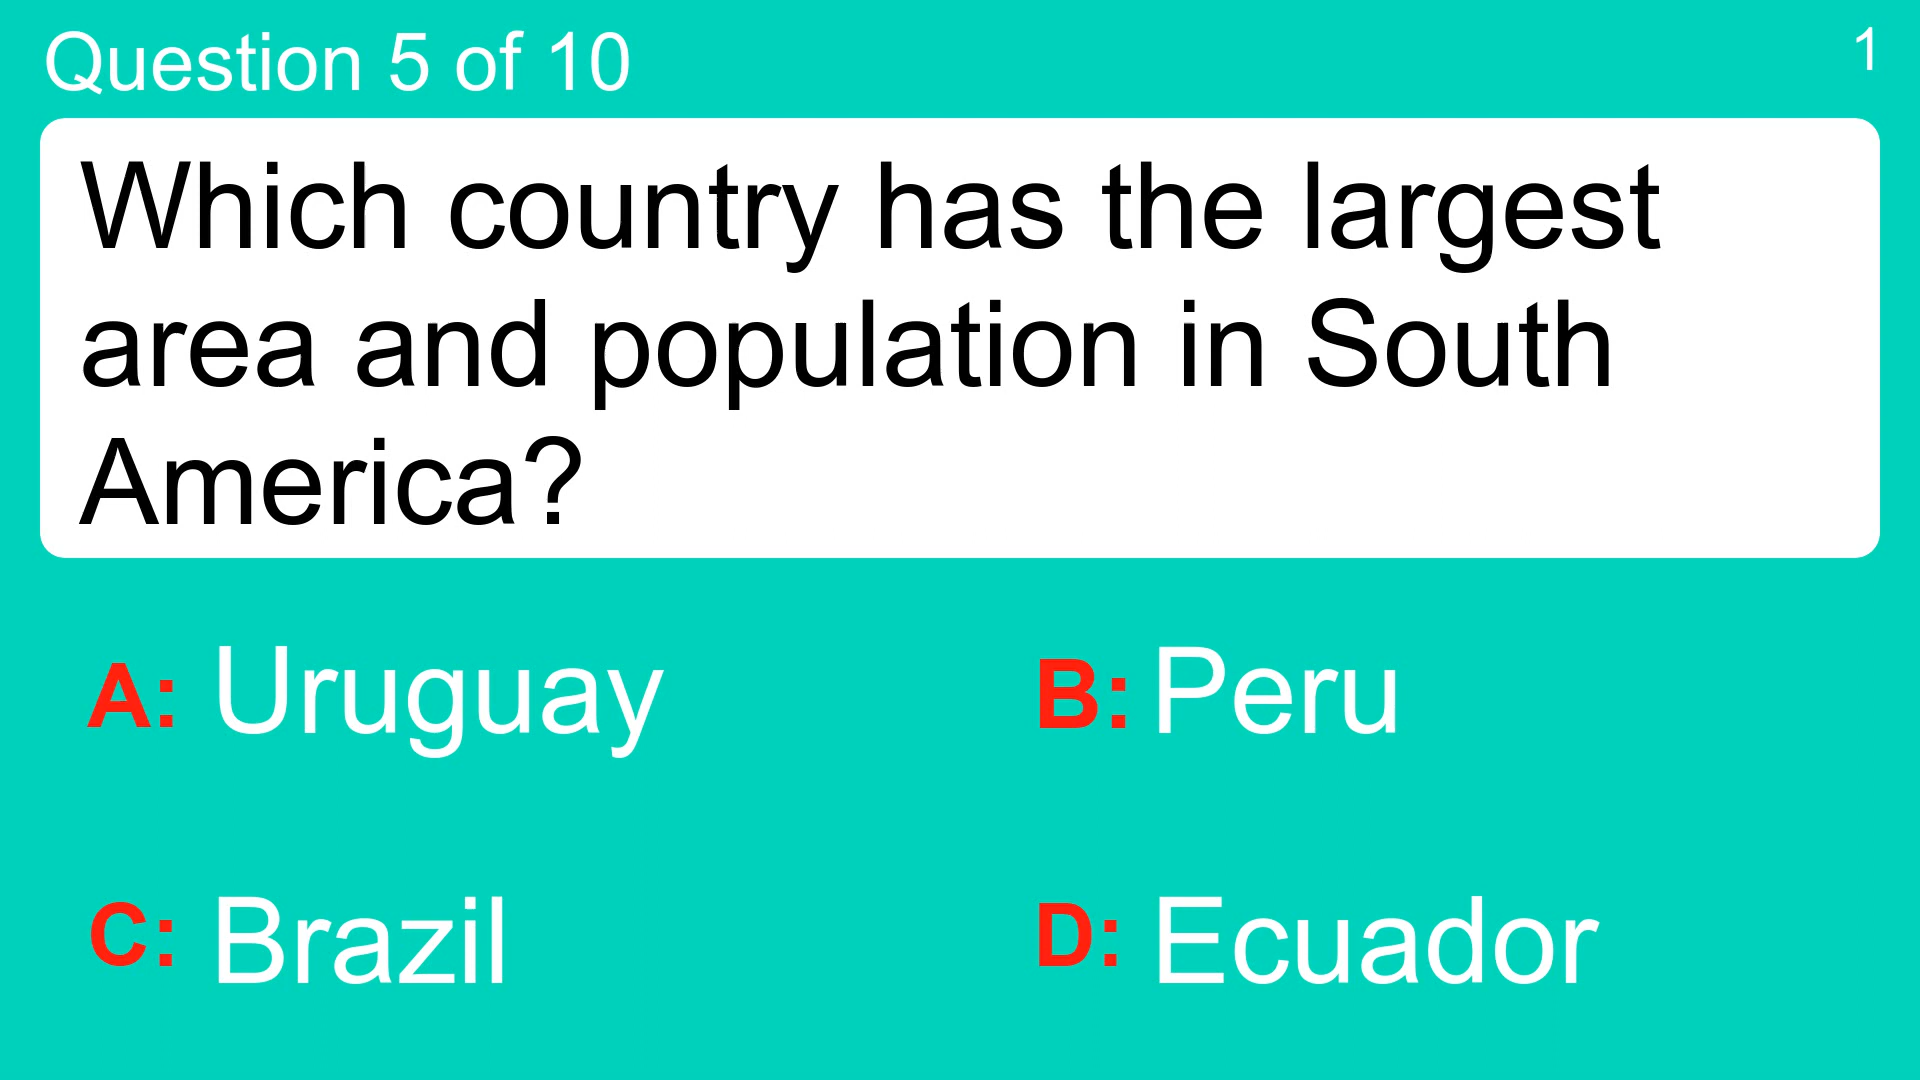 Question 5 of 10
1
Which country has the largest
area and population in South
America?
A: Uruguay
B: Peru
C: Brazil
D: Ecuador